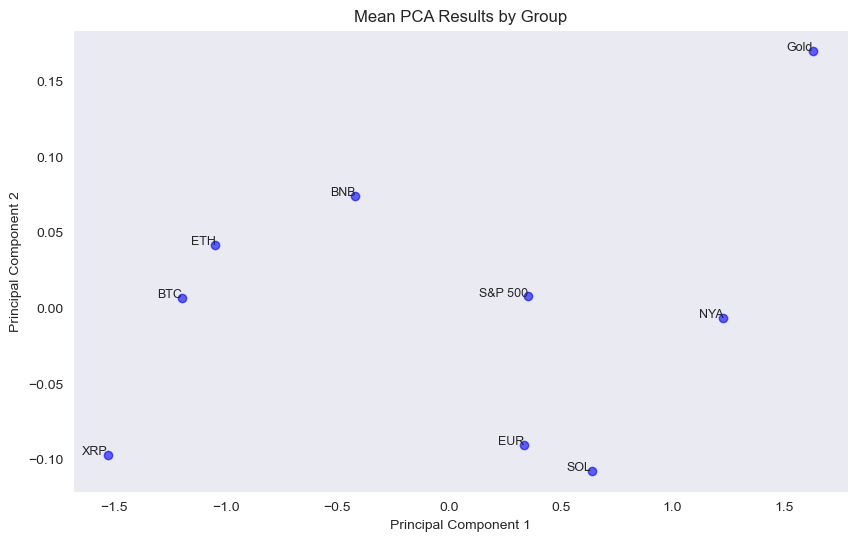 Mean PCA Results by Group
Principal Component 2
0.15
0.10
0.05
0.00
−0.05
−0.10
Gold
BNB
ETH
BTC
S&P 500
NYA
EUR
XRP
SOL
−1.5
−1.0
−0.5
0.0
0.5
1.0
1.5
Principal Component 1